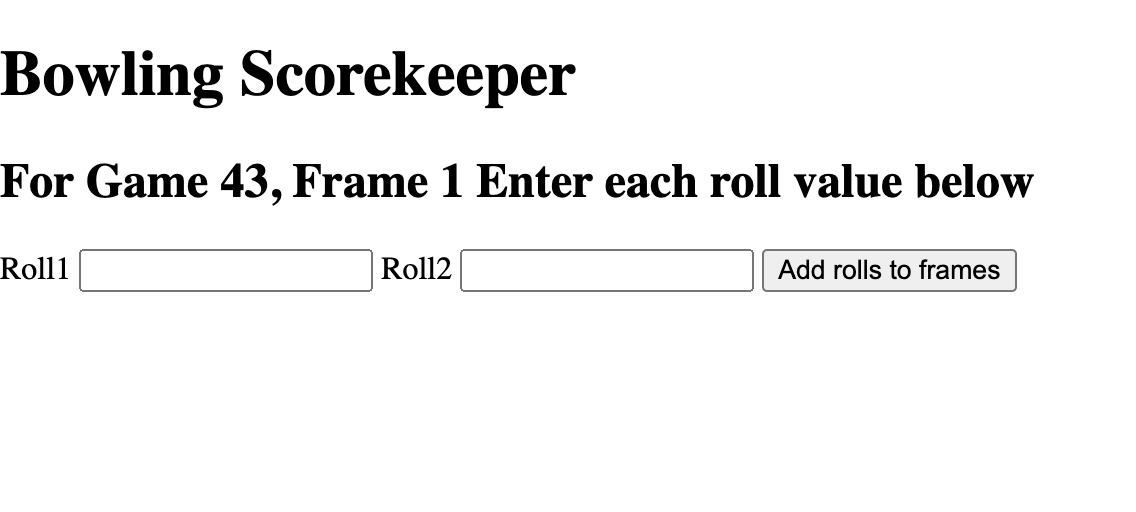 Bowling Scorekeeper
For Game 43, Frame 1 Enter each roll value below
Roll1 Roll2 Add rolls to frames